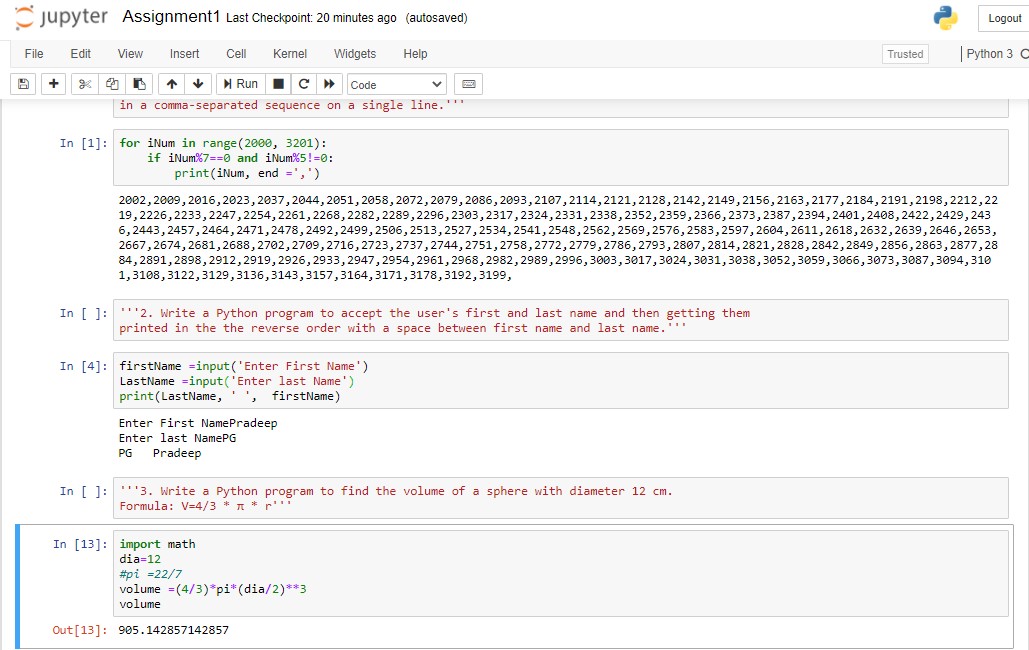 jupyter Assignment1 Last Checkpoint: 20 minutes ago (autosaved)
Logout
File Edit View Insert Cell Kernel Widgets Help
Trusted
Python 3
Run
Code
in a comma-separated sequence on a single line.'''
In [1]: for iNum in range(2000, 3201):
if iNum%7==0 and iNum%5!=0:
print(iNum, end =',')
2002,2009,2016,2023,2037,2044,2051,2058,2072,2079,2086,2093,2107,2114,2121,2128,2142,2149,2156,2163,2177,2184,2191,2198,2212,22
19,2226,2233,2247,2254,2261,2268,2282,2289,2296,2303,2317,2324,2331,2338,2352,2359,2366,2373,2387,2394,2401,2408,2422,2429,243
6,2443,2457,2464,2471,2478,2492,2499,2506,2513,2527,2534,2541,2548,2562,2569,2576,2583,2597,2604,2611,2618,2632,2639,2646,2653,
2667,2674,2681,2688,2702,2709,2716,2723,2737,2744,2751,2758,2772,2779,2786,2793,2807,2814,2821,2828,2842,2849,2856,2863,2877,28
84,2891,2898,2912,2919,2926,2933,2947,2954,2961,2968,2982,2989,2996,3003,3017,3024,3031,3038,3052,3059,3066,3073,3087,3094,310
1,3108,3122,3129,3136,3143,3157,3164,3171,3178,3192,3199,
In [ ]: '''2. Write a Python program to accept the user's first and last name and then getting them
printed in the the reverse order with a space between first name and last name.'''
In [4]: firstName =input('Enter First Name')
LastName =input('Enter last Name')
print(LastName, ' ',  firstName)
Enter First NamePradeep
Enter last NamePG
PG   Pradeep
In [ ]: '''3. Write a Python program to find the volume of a sphere with diameter 12 cm.
Formula: V=4/3 * π * r'''
In [13]: import math
dia=12
#pi =22/7
volume =(4/3)*pi*(dia/2)**3
volume
Out[13]: 905.142857142857